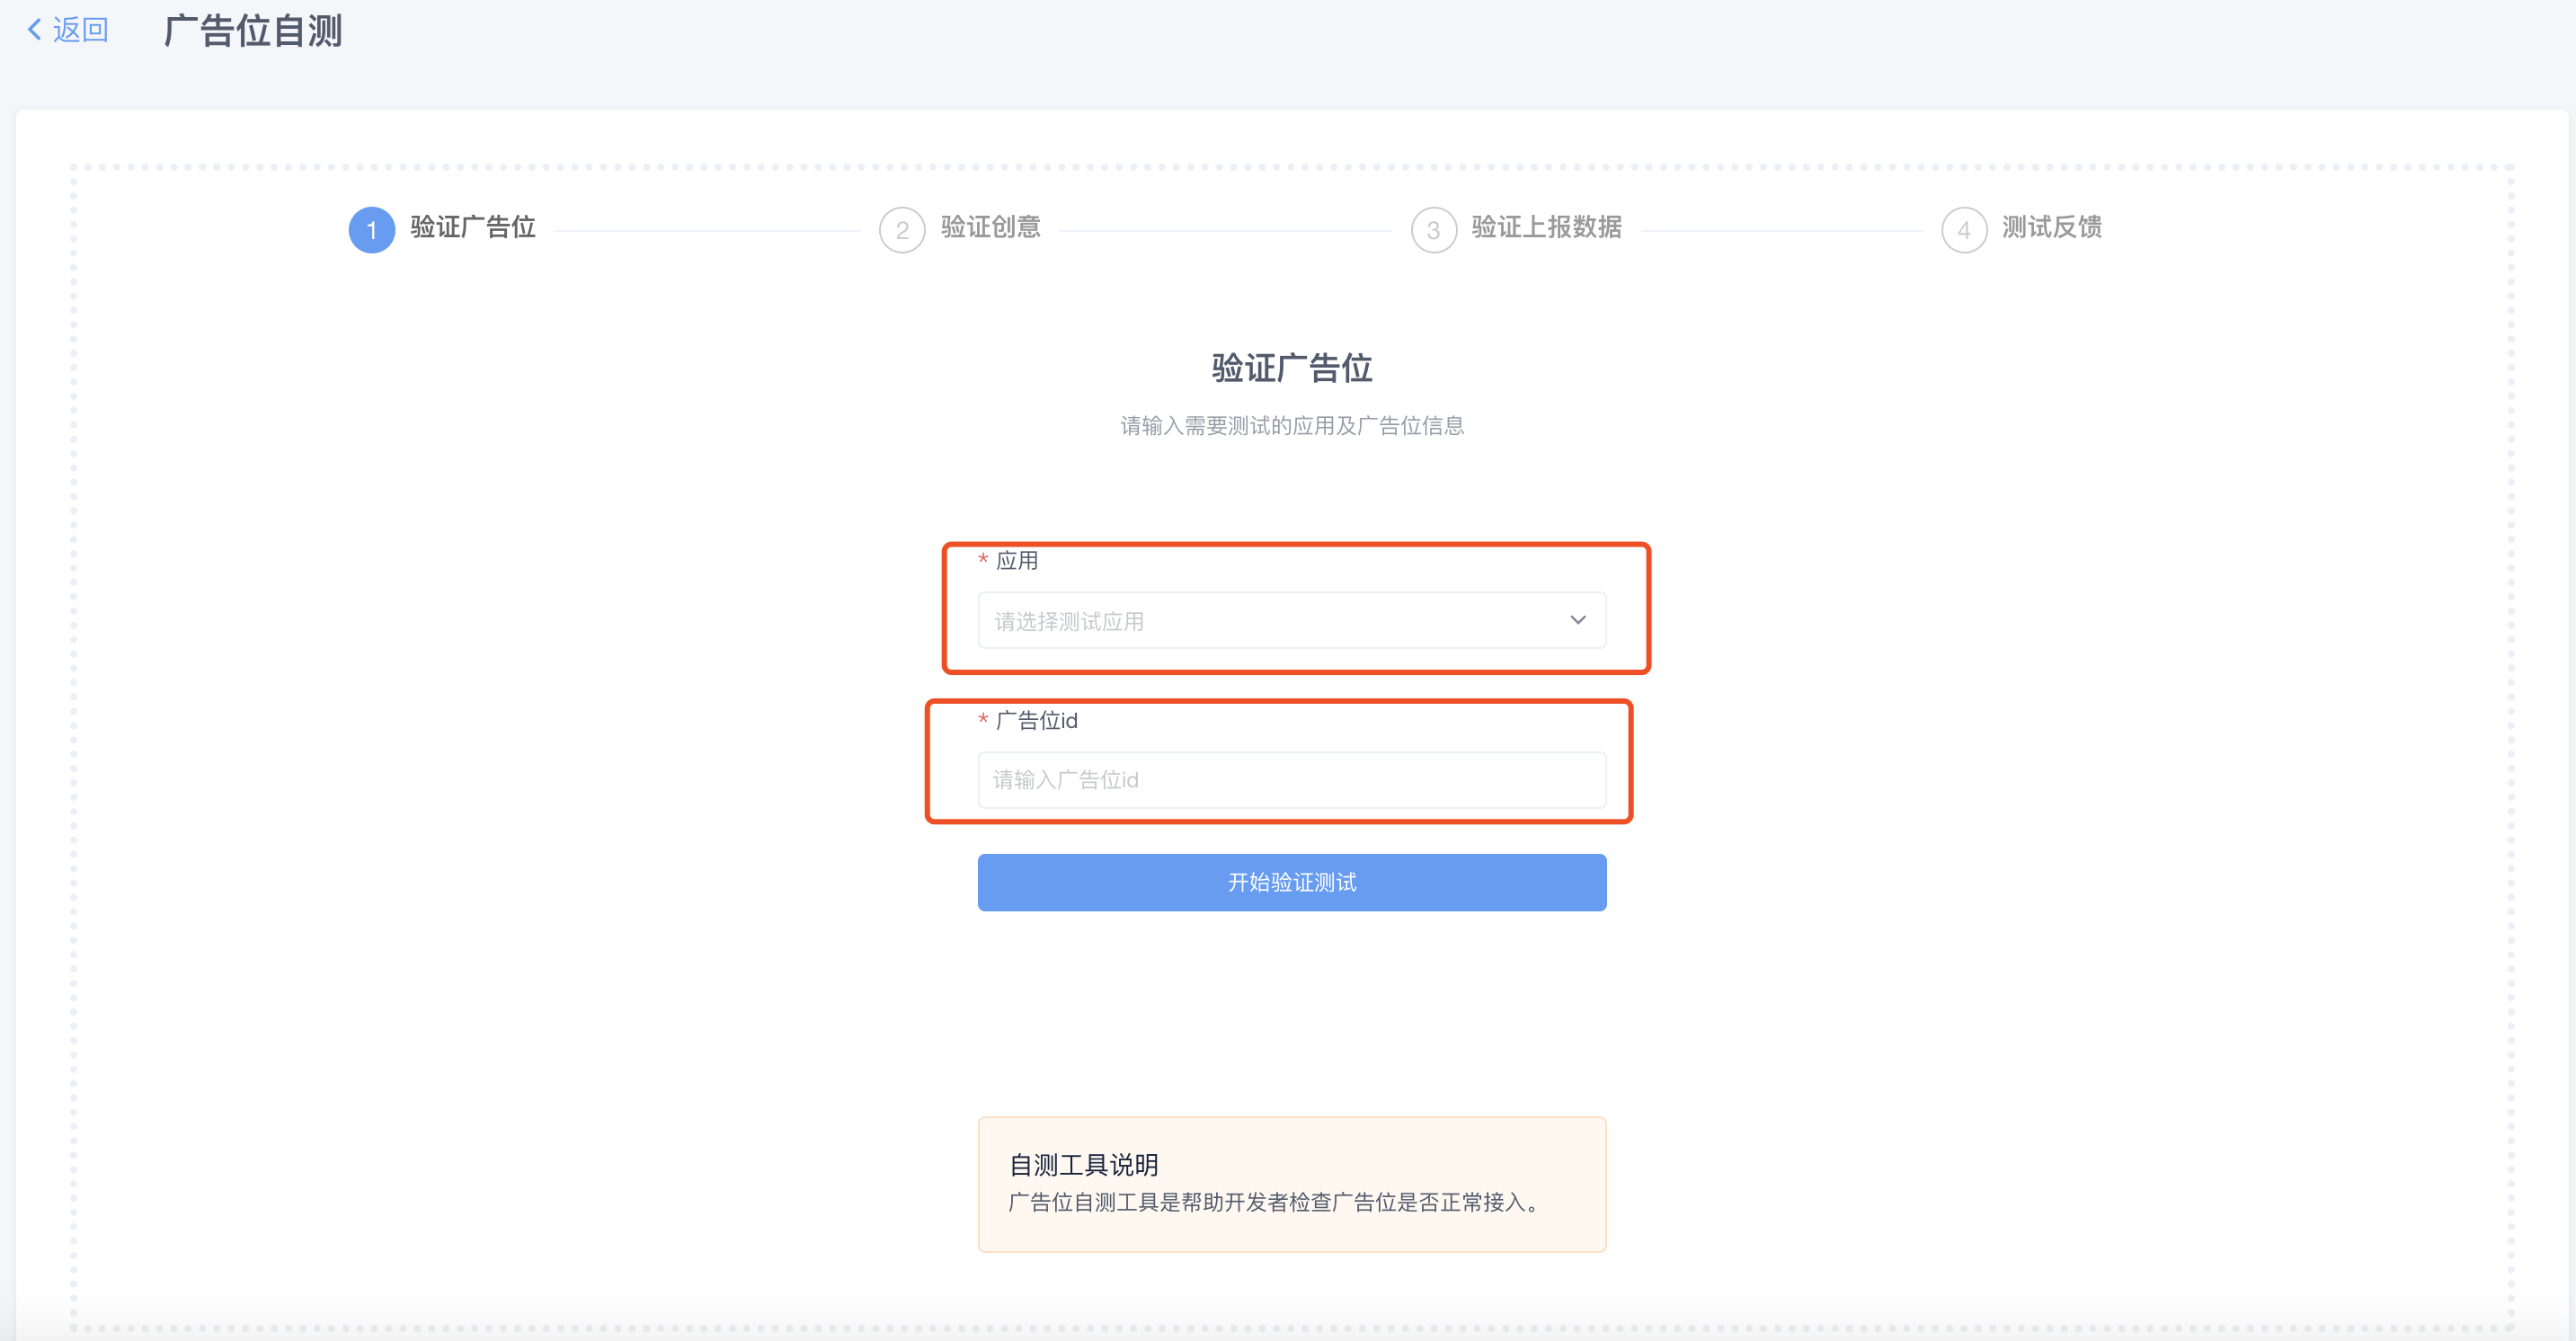 返回 广告位自测
1 验证广告位 2 验证创意 3 验证上报数据 4 测试反馈
验证广告位
请输入需要测试的应用及广告位信息
* 应用
请选择测试应用
* 广告位id
请输入广告位id
开始验证测试
自测工具说明
广告位自测工具是帮助开发者检查广告位是否正常接入。